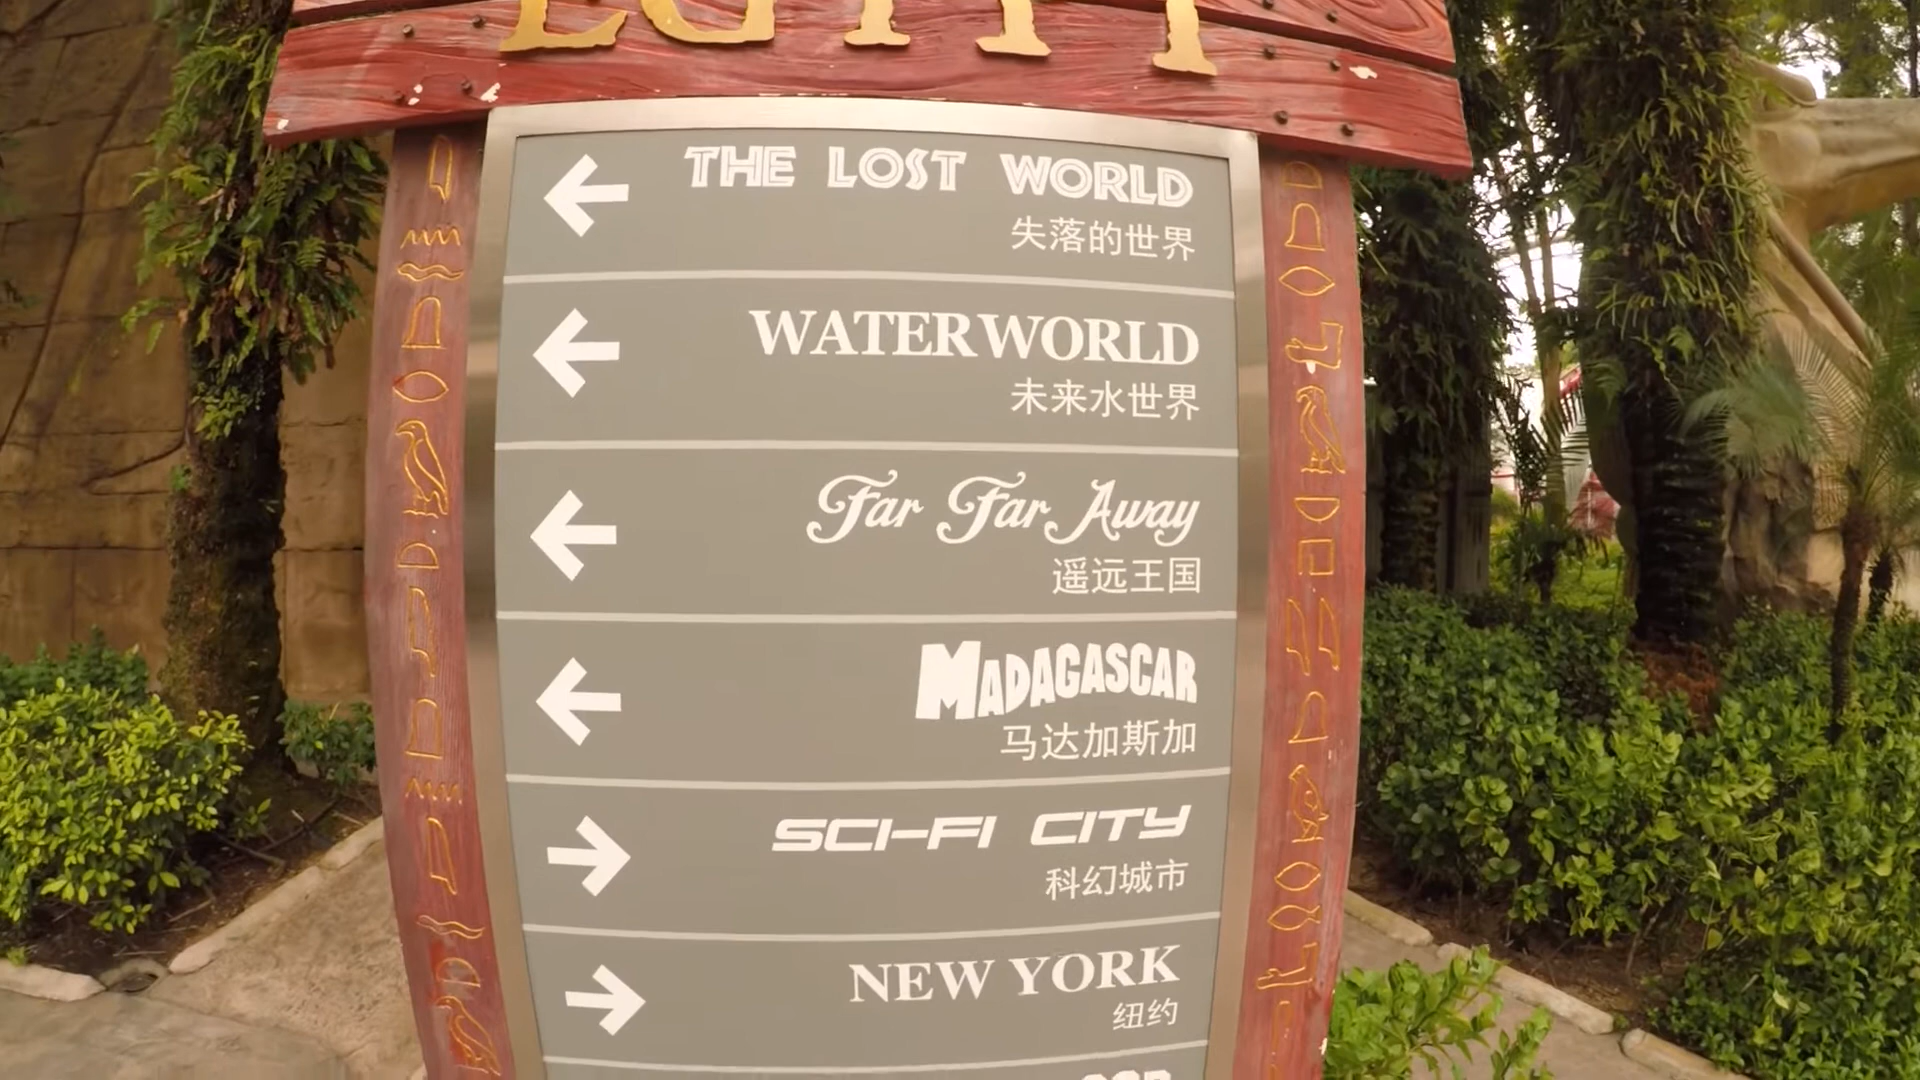 EGYPT
THE LOST WORLD
失落的世界
WATERWORLD
未来水世界
Far Far Away
遥远王国
MADAGASCAR
马达加斯加
SCI-FI CITY
科幻城市
NEW YORK
纽约